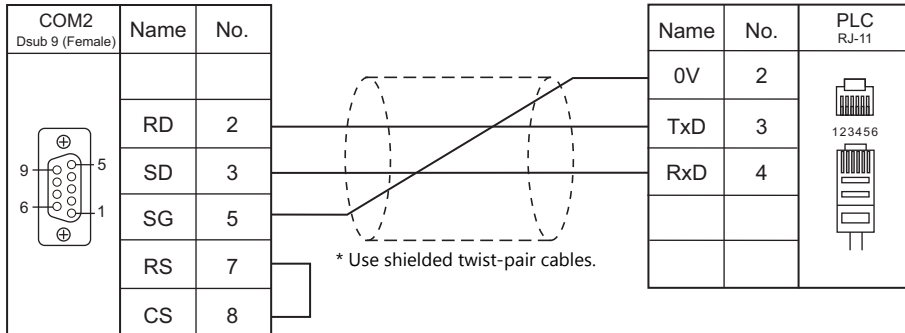 COM2
Dsub 9 (Female)
Name
No.
RD
2
SD
3
SG
5
RS
7
CS
8
9
5
6
1
* Use shielded twist-pair cables.
Name
No.
PLC
RJ-11
0V
2
TxD
3
RxD
4
123456